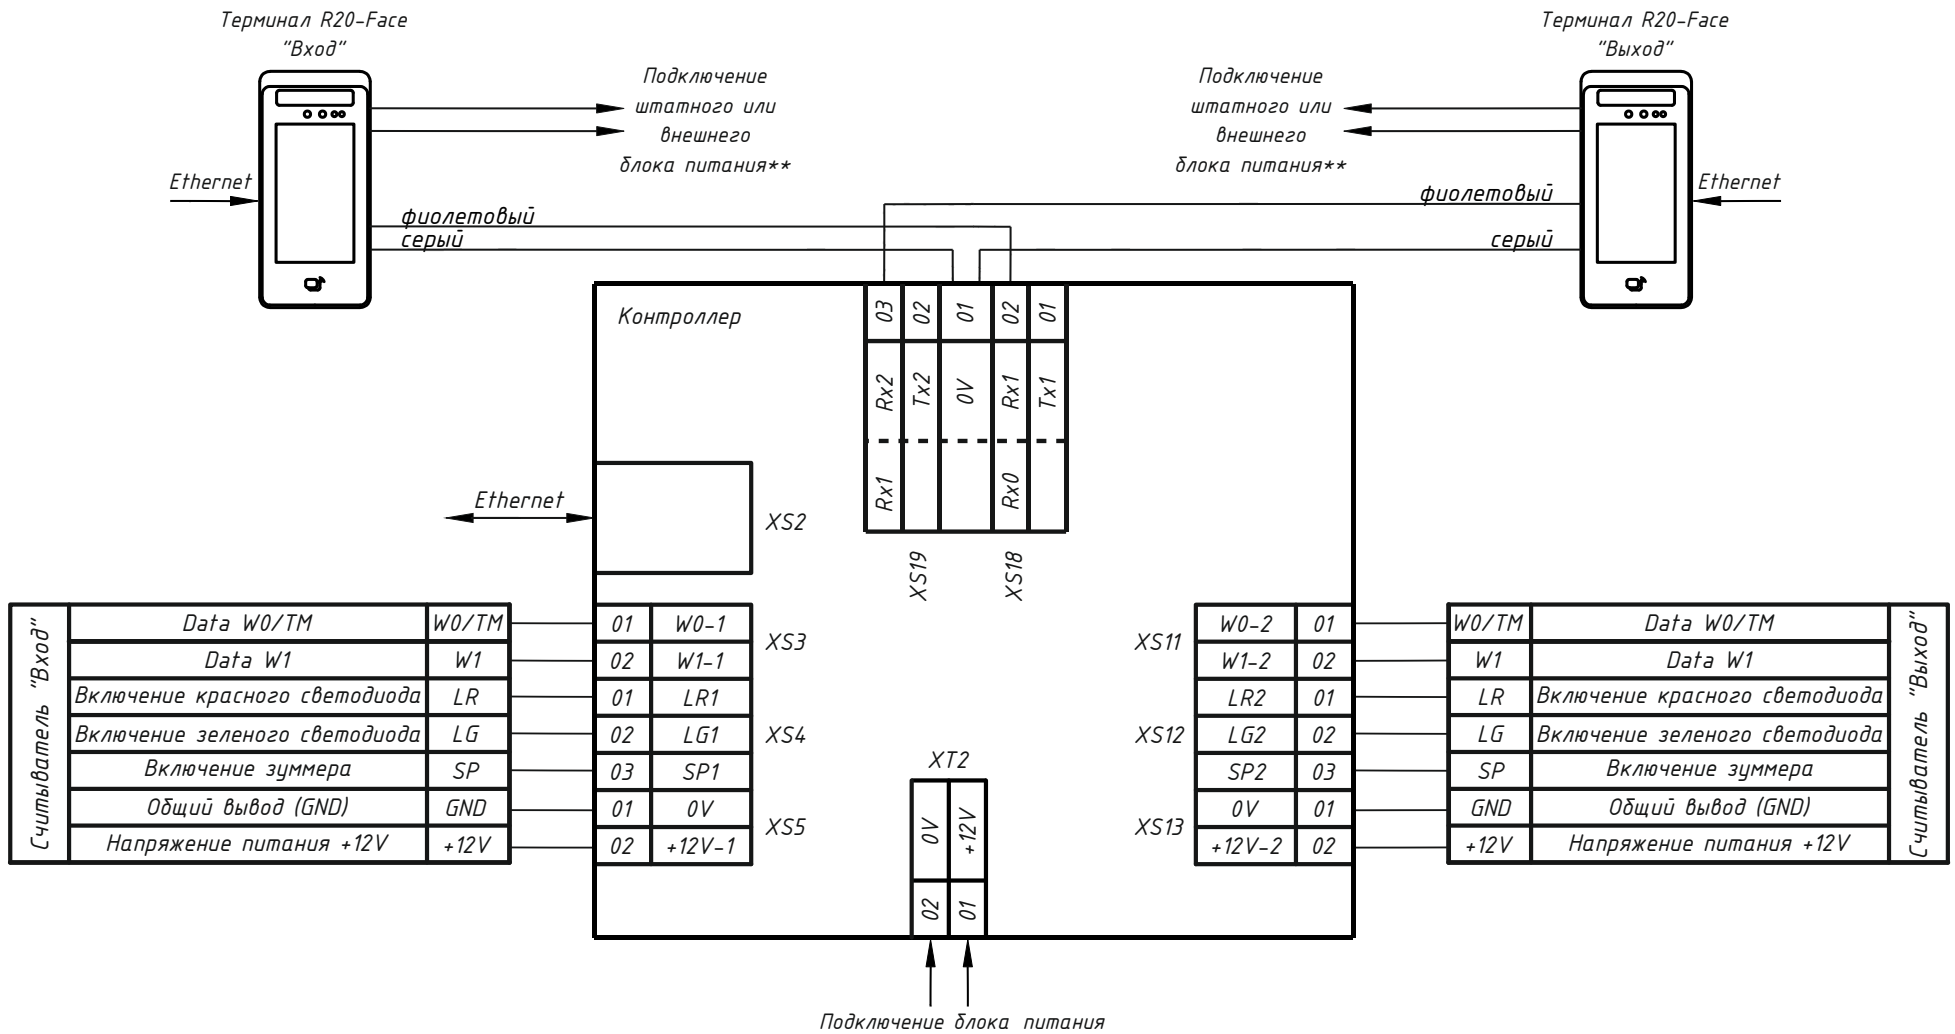 Терминал R20-Face
"Вход"
Терминал R20-Face
"Выход"
Подключение
штатного или
внешнего
блока питания**
Подключение
штатного или
внешнего
блока питания**
Ethernet
Ethernet
фиолетовый
серый
фиолетовый
серый
Контроллер
03 02 01 02 01
Rx2 Tx2 0V Rx1 Tx1
Rx1 Rx0
XS19 XS18
Ethernet
XS2
Считыватель "Вход"
Data W0/TM W0/TM 01 W0-1
Data W1 W1 02 W1-1
XS3
Включение красного светодиода LR 01 LR1
Включение зеленого светодиода LG 02 LG1
XS4
Включение зуммера SP 03 SP1
Общий вывод (GND) GND 01 0V
XS5
Напряжение питания +12V +12V 02 +12V-1
XS11
W0-2 01 W0/TM Data W0/TM
W1-2 02 W1 Data W1
LR2 01 LR Включение красного светодиода
XS12
LG2 02 LG Включение зеленого светодиода
SP2 03 SP Включение зуммера
XS13
0V 01 GND Общий вывод (GND)
+12V-2 02 +12V Напряжение питания +12V
Считыватель "Выход"
XT2
0V +12V
02 01
Подключение блока питания